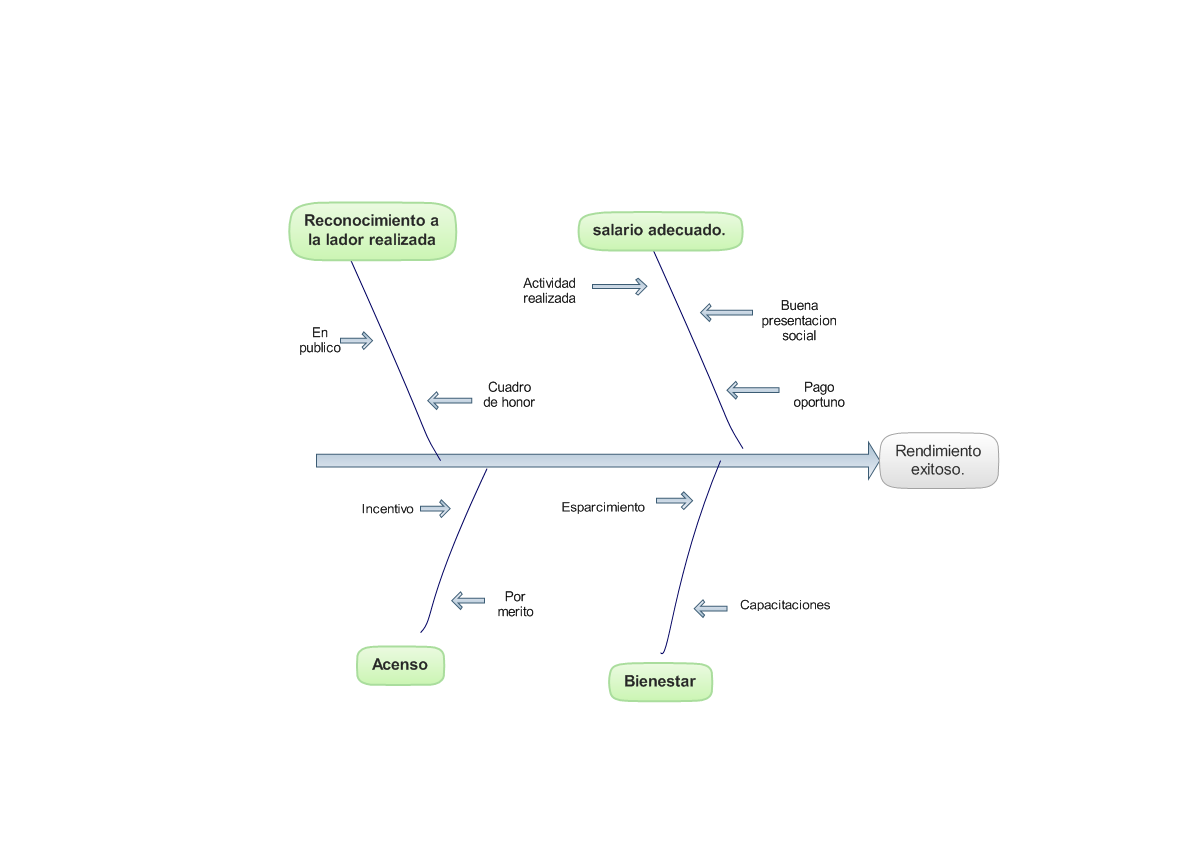 Reconocimiento a
la lador realizada
salario adecuado.
Actividad
realizada
Buena
presentacion
social
En
publico
Cuadro
de honor
Pago
oportuno
Rendimiento
exitoso.
Incentivo
Esparcimiento
Por
merito
Capacitaciones
Acenso
Bienestar